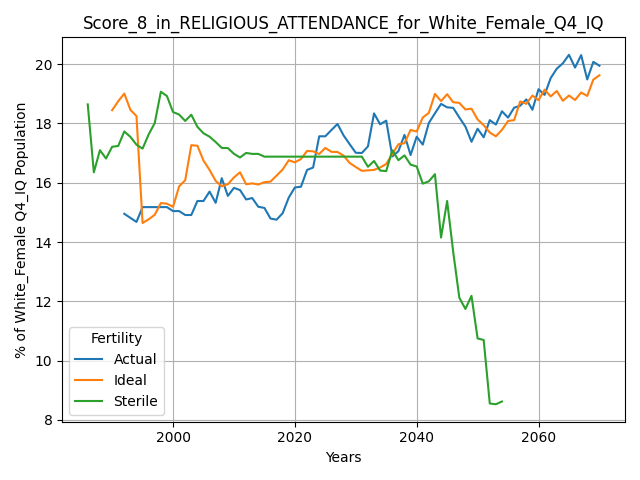 Score_8_in_RELIGIOUS_ATTENDANCE_for_White_Female_Q4_IQ
% of White_Female Q4_IQ Population
20
18
16
14
12
10
8
Fertility
Actual
Ideal
Sterile
2000 2020 2040 2060
Years